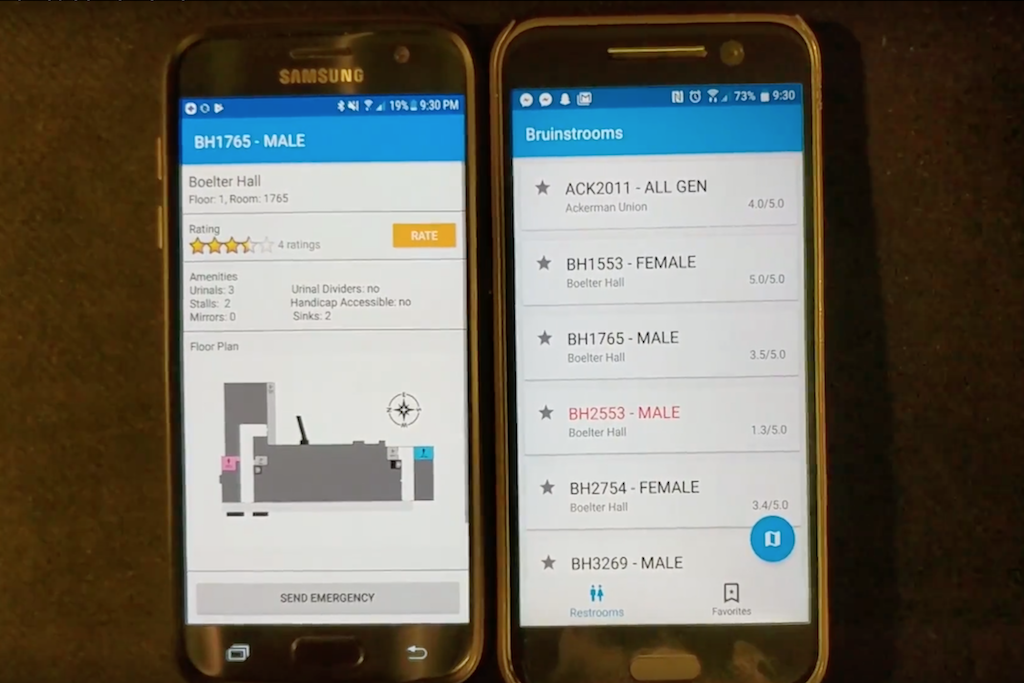 SAMSUNG
19% 9:30 PM
BH1765 - MALE
Boelter Hall
Floor: 1, Room: 1765
Rating
4 ratings
RATE
Amenities
Urinals: 3
Urinal Dividers: no
Stalls: 2
Handicap Accessible: no
Mirrors: 0
Sinks: 2
Floor Plan
SEND EMERGENCY
73% 9:30
Bruinstrooms
ACK2011 - ALL GEN
Ackerman Union
4.0/5.0
BH1553 - FEMALE
Boelter Hall
5.0/5.0
BH1765 - MALE
Boelter Hall
3.5/5.0
BH2553 - MALE
Boelter Hall
1.3/5.0
BH2754 - FEMALE
Boelter Hall
3.4/5.0
BH3269 - MALE
Restrooms
Favorites